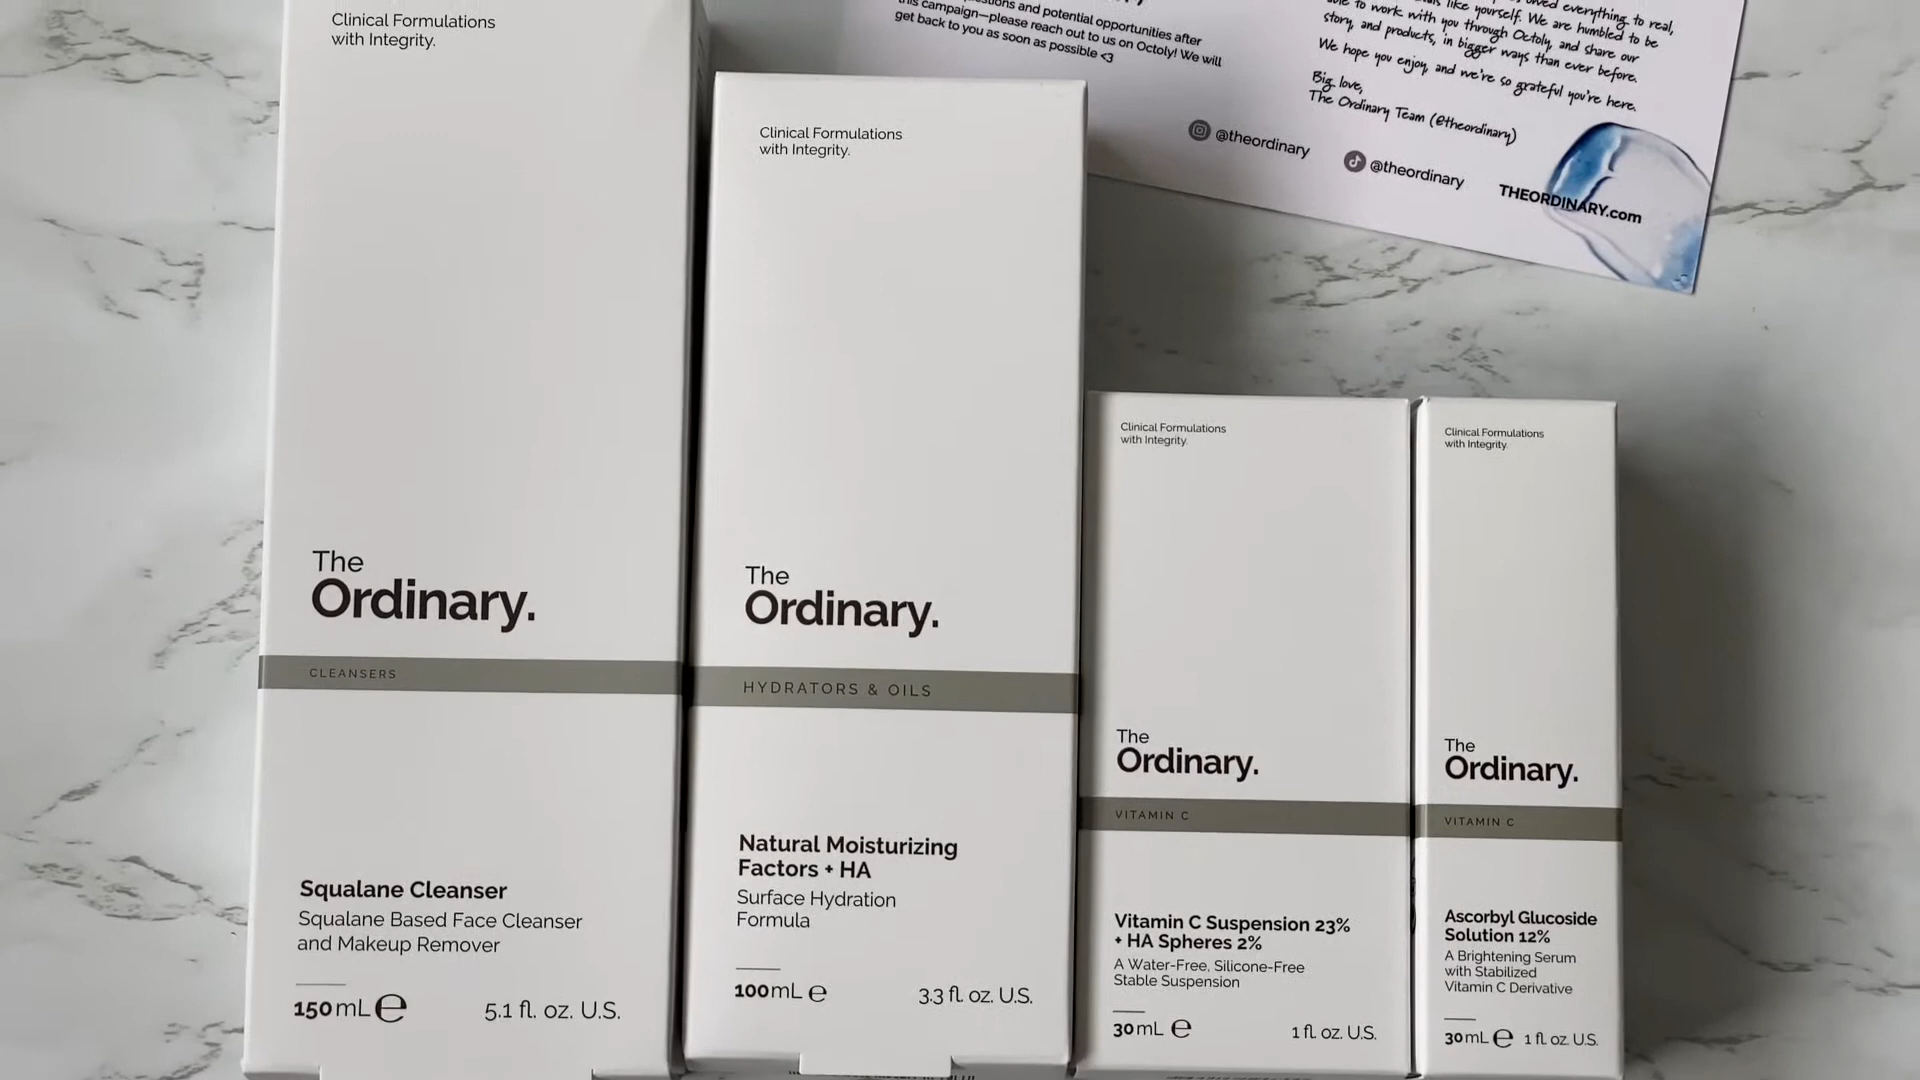 Clinical Formulations
with Integrity.
The
Ordinary.
CLEANSERS
Squalane Cleanser
Squalane Based Face Cleanser
and Makeup Remover
150mL e
5.1 fl. oz. U.S.
Clinical Formulations
with Integrity.
The
Ordinary.
HYDRATORS & OILS
Natural Moisturizing
Factors + HA
Surface Hydration
Formula
100mL e
3.3 fl. oz. U.S.
Clinical Formulations
with Integrity.
The
Ordinary.
VITAMIN C
Vitamin C Suspension 23%
+ HA Spheres 2%
A Water-Free, Silicone-Free
Stable Suspension
30mL e
1 fl. oz. U.S.
Clinical Formulations
with Integrity.
The
Ordinary.
VITAMIN C
Ascorbyl Glucoside
Solution 12%
A Brightening Serum
with Stabilized
Vitamin C Derivative
30mL e
1 fl. oz. U.S.
and potential opportunities after
this campaign—please reach out to us on Octoly! We will
get back to you as soon as possible <3
everything to real,
like yourself. We are humbled to be
to work with you through Octoly, and share our
story, and products, in bigger ways than ever before.
We hope you enjoy, and we're so grateful you're here.
Big love,
The Ordinary Team (@theordinary)
@theordinary
@theordinary
THEORDINARY.com